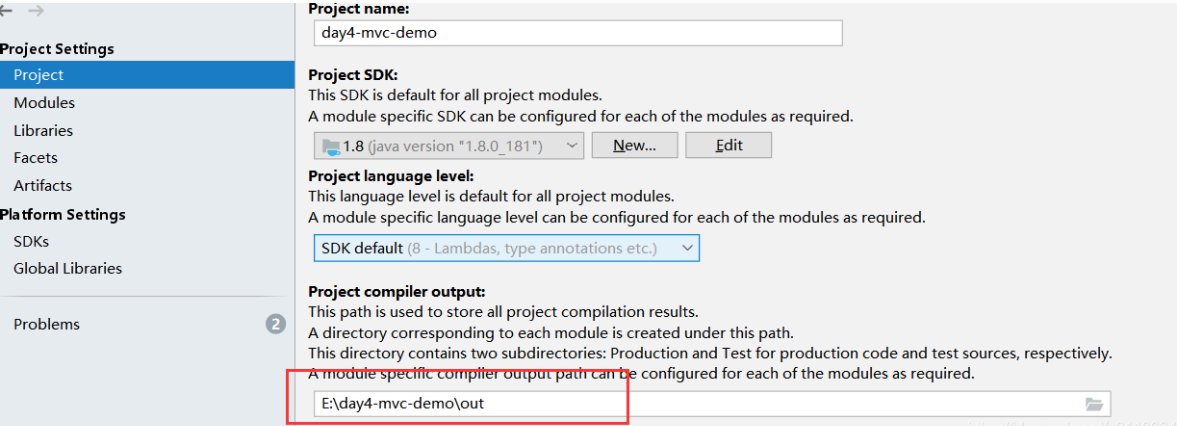 Project name:
day4-mvc-demo
Project Settings
Project
Modules
Libraries
Facets
Artifacts
Platform Settings
SDKs
Global Libraries
Problems
2
Project SDK:
This SDK is default for all project modules.
A module specific SDK can be configured for each of the modules as required.
1.8 (java version "1.8.0_181")
New...
Edit
Project language level:
This language level is default for all project modules.
A module specific language level can be configured for each of the modules as required.
SDK default (8 - Lambdas, type annotations etc.)
Project compiler output:
This path is used to store all project compilation results.
A directory corresponding to each module is created under this path.
This directory contains two subdirectories: Production and Test for production code and test sources, respectively.
A module specific compiler output path can be configured for each of the modules as required.
E:\day4-mvc-demo\out